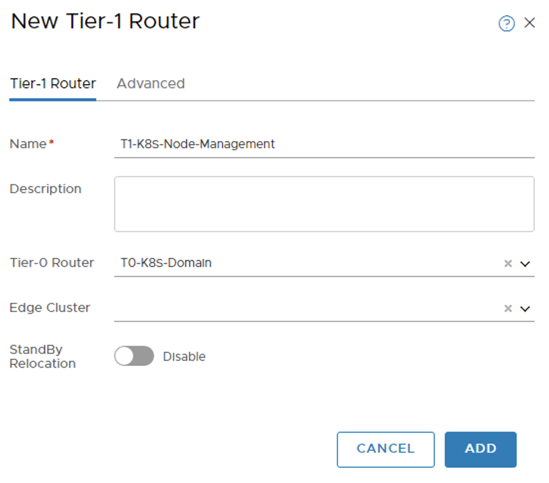 New Tier-1 Router
Tier-1 Router Advanced
Name* T1-K8S-Node-Management
Description
Tier-0 Router T0-K8S-Domain
Edge Cluster
StandBy
Relocation
Disable
CANCEL ADD